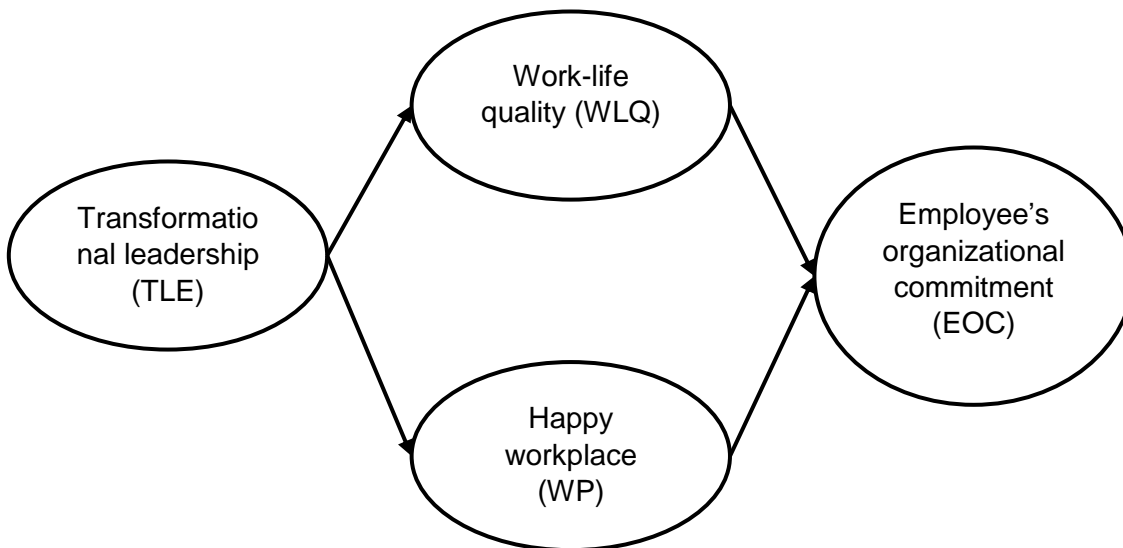 Work-life
quality (WLQ)
Transformatio
nal leadership
(TLE)
Employee’s
organizational
commitment
(EOC)
Happy
workplace
(WP)